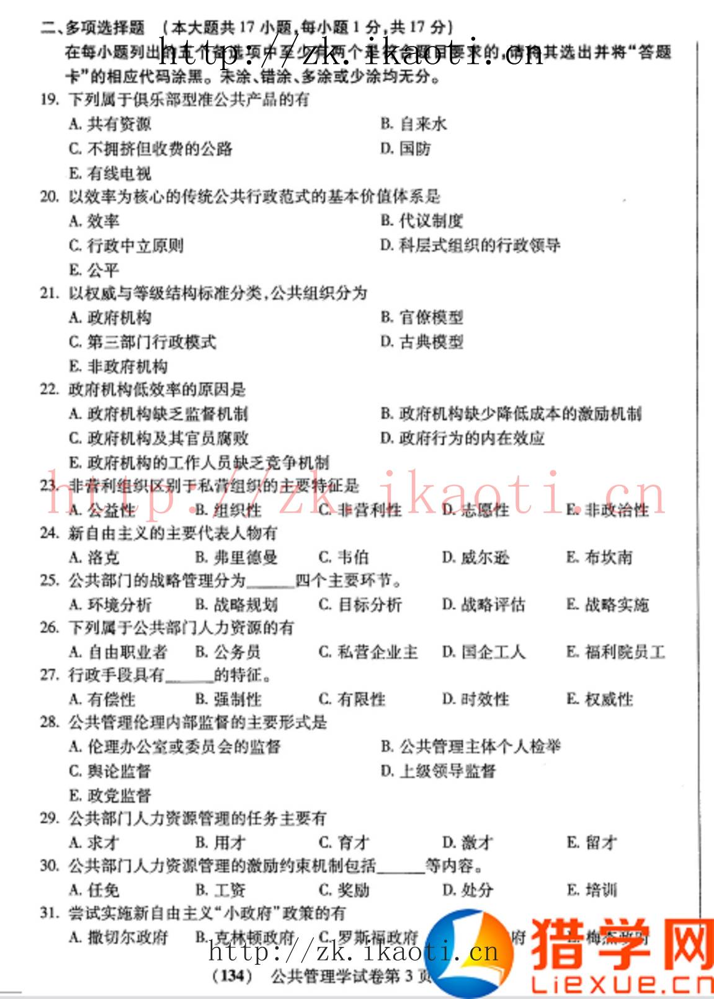 二、多项选择题 (本大题共 17 小题,每小题 1 分,共 17 分)
在每小题列出的五个备选项中至少有两个是符合题目要求的,请将其选出并将“答题
http://zk.ikaoti.cn
卡”的相应代码涂黑。未涂、错涂、多涂或少涂均无分。
19. 下列属于俱乐部型准公共产品的有
A. 共有资源 B. 自来水
C. 不拥挤但收费的公路 D. 国防
E. 有线电视
20. 以效率为核心的传统公共行政范式的基本价值体系是
A. 效率 B. 代议制度
C. 行政中立原则 D. 科层式组织的行政领导
E. 公平
21. 以权威与等级结构标准分类,公共组织分为
A. 政府机构 B. 官僚模型
C. 第三部门行政模式 D. 古典模型
E. 非政府机构
22. 政府机构低效率的原因是
A. 政府机构缺乏监督机制 B. 政府机构缺少降低成本的激励机制
C. 政府机构及其官员腐败 D. 政府行为的内在效应
E. 政府机构的工作人员缺乏竞争机制
23. 非营利组织区别于私营组织的主要特征是
http://zk.ikaoti.cn
A. 公益性 B. 组织性 C. 非营利性 D. 志愿性 E. 非政治性
24. 新自由主义的主要代表人物有
A. 洛克 B. 弗里德曼 C. 韦伯 D. 威尔逊 E. 布坎南
25. 公共部门的战略管理分为______四个主要环节。
A. 环境分析 B. 战略规划 C. 目标分析 D. 战略评估 E. 战略实施
26. 下列属于公共部门人力资源的有
A. 自由职业者 B. 公务员 C. 私营企业主 D. 国企工人 E. 福利院员工
27. 行政手段具有______的特征。
A. 有偿性 B. 强制性 C. 有限性 D. 时效性 E. 权威性
28. 公共管理伦理内部监督的主要形式是
A. 伦理办公室或委员会的监督 B. 公共管理主体个人检举
C. 舆论监督 D. 上级领导监督
E. 政党监督
29. 公共部门人力资源管理的任务主要有
A. 求才 B. 用才 C. 育才 D. 激才 E. 留才
30. 公共部门人力资源管理的激励约束机制包括______等内容。
A. 任免 B. 工资 C. 奖励 D. 处分 E. 培训
31. 尝试实施新自由主义“小政府”政策的有
A. 撒切尔政府 B. 克林顿政府 C. 罗斯福政府 府 E. 梅杰政府
http://zk.ikaoti.cn
(134) 公共管理学试卷第 3 页
猎学网
Liexue.cn